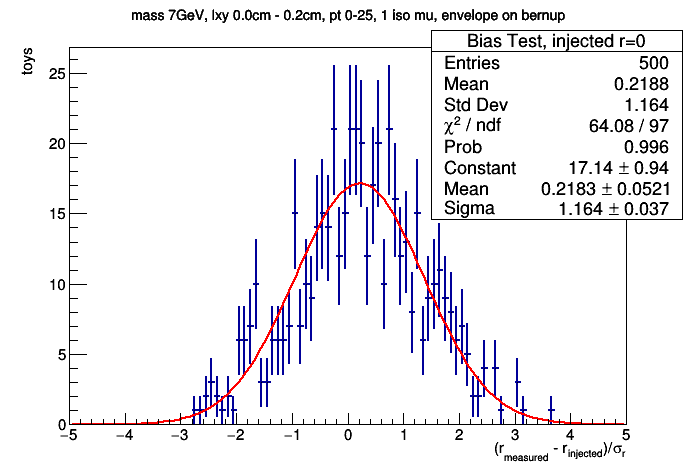 mass 7GeV, lxy 0.0cm - 0.2cm, pt 0-25, 1 iso mu, envelope on bernup
Bias Test, injected r=0
Entries 500
Mean 0.2188
Std Dev 1.164
χ² / ndf 64.08 / 97
Prob 0.996
Constant 17.14 ± 0.94
Mean 0.2183 ± 0.0521
Sigma 1.164 ± 0.037
toys
25
20
15
10
5
0
−5 −4 −3 −2 −1 0 1 2 3 4 5
(r_measured - r_injected)/σ_r